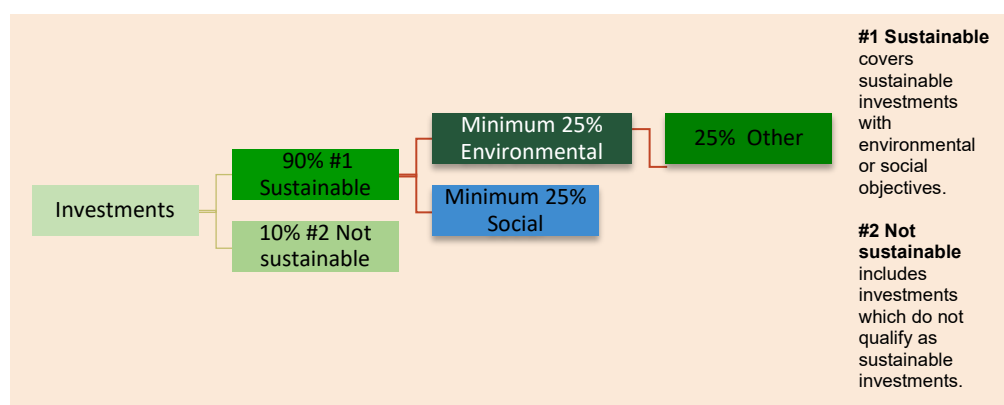 Investments
90% #1
Sustainable
10% #2 Not
sustainable
Minimum 25%
Environmental
Minimum 25%
Social
25% Other
#1 Sustainable
covers
sustainable
investments
with
environmental
or social
objectives.
#2 Not
sustainable
includes
investments
which do not
qualify as
sustainable
investments.